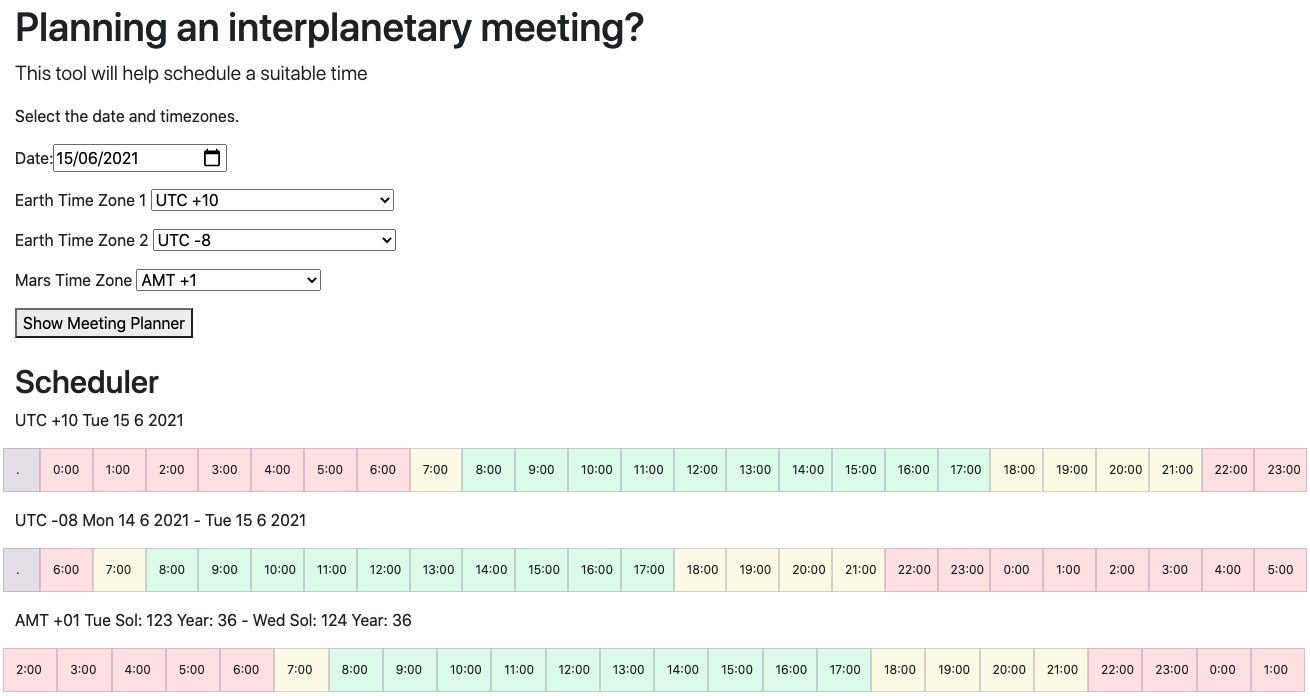 Planning an interplanetary meeting?
This tool will help schedule a suitable time
Select the date and timezones.
Date: 15/06/2021
Earth Time Zone 1 UTC +10
Earth Time Zone 2 UTC -8
Mars Time Zone AMT +1
Show Meeting Planner
Scheduler
UTC +10 Tue 15 6 2021
. 0:00 1:00 2:00 3:00 4:00 5:00 6:00 7:00 8:00 9:00 10:00 11:00 12:00 13:00 14:00 15:00 16:00 17:00 18:00 19:00 20:00 21:00 22:00 23:00
UTC -08 Mon 14 6 2021 - Tue 15 6 2021
. 6:00 7:00 8:00 9:00 10:00 11:00 12:00 13:00 14:00 15:00 16:00 17:00 18:00 19:00 20:00 21:00 22:00 23:00 0:00 1:00 2:00 3:00 4:00 5:00
AMT +01 Tue Sol: 123 Year: 36 - Wed Sol: 124 Year: 36
2:00 3:00 4:00 5:00 6:00 7:00 8:00 9:00 10:00 11:00 12:00 13:00 14:00 15:00 16:00 17:00 18:00 19:00 20:00 21:00 22:00 23:00 0:00 1:00